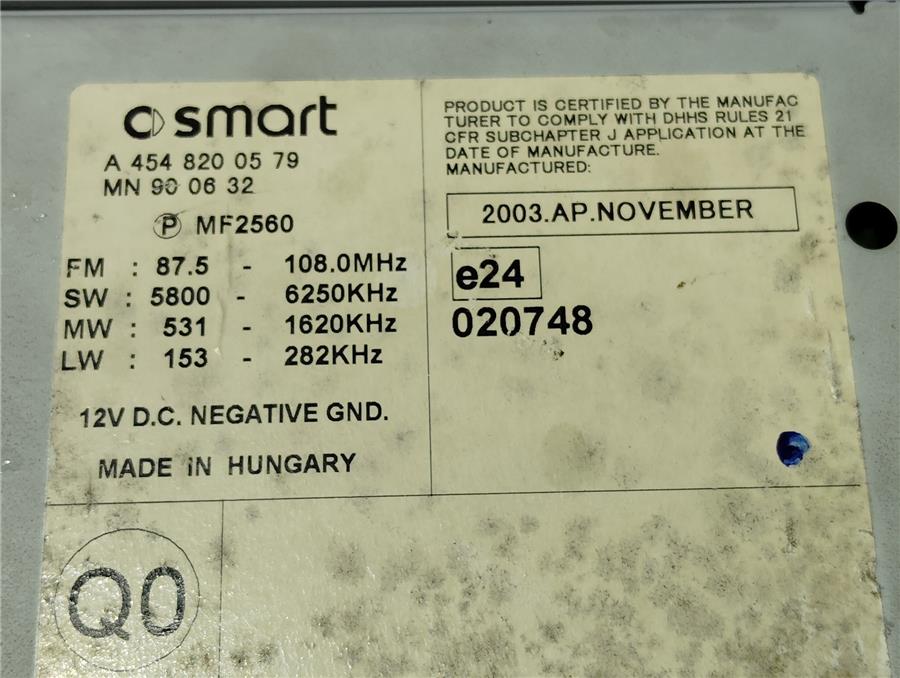 smart
A 454 820 05 79
MN 90 06 32
P MF2560
FM : 87.5 - 108.0MHz
SW : 5800 - 6250KHz
MW : 531 - 1620KHz
LW : 153 - 282KHz
12V D.C. NEGATIVE GND.
MADE iN HUNGARY
PRODUCT IS CERTIFIED BY THE MANUFAC
TURER TO COMPLY WITH DHHS RULES 21
CFR SUBCHAPTER J APPLICATION AT THE
DATE OF MANUFACTURE.
MANUFACTURED:
2003.AP.NOVEMBER
e24
020748
Q0